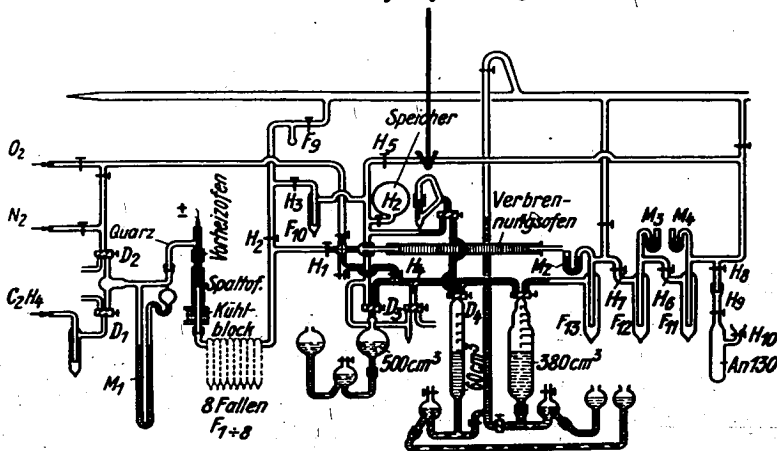 F9
Speicher
O2
H5
H3
H2
Verbren-
nungsofen
M3 M4
N2
±
Vorheizofen
Quarz
F10
H2
D2
H1
M2
H8
Spaltof.
H4
H7
H6
H9
C2H4
Kühl-
block
D3
D4
F13
F12
F11
H10
D1
500cm³
60cm³
380cm³
An130
M1
8 Fallen
F1÷8